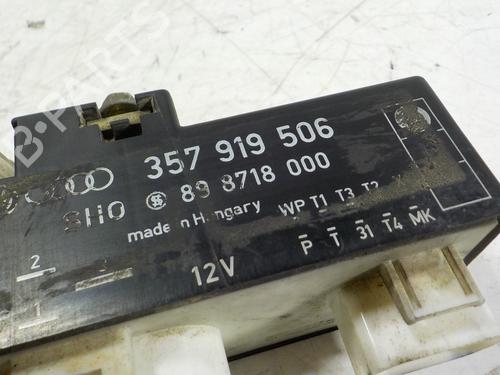 B-PARTS
357 919 506
SHO 89 8718 000
made in Hungary
WP T1 T3 T2
P T 31 T4 MK
2
1
12V